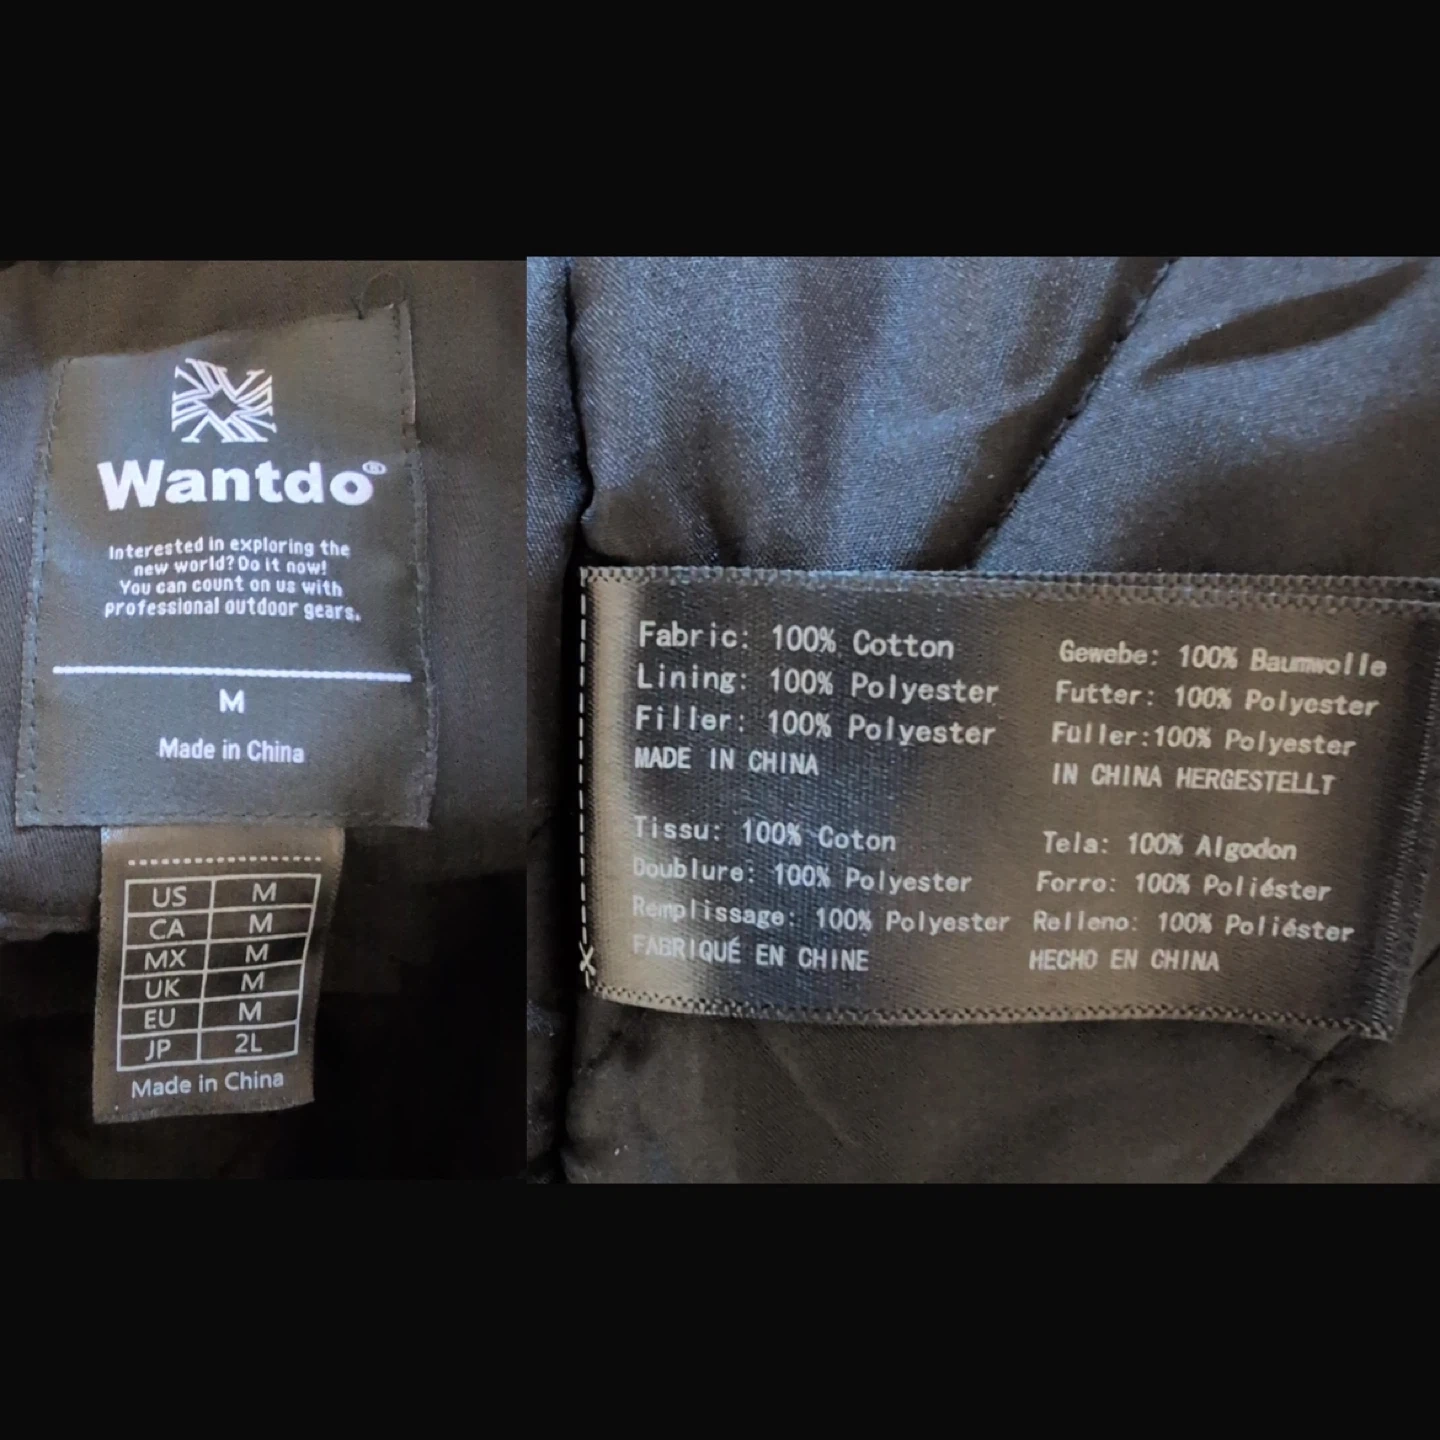 Wantdo®
Interested in exploring the
new world? Do it now!
You can count on us with
professional outdoor gears.
M
Made in China
US M
CA M
MX M
UK M
EU M
JP 2L
Made in China
Fabric: 100% Cotton
Lining: 100% Polyester
Filler: 100% Polyester
MADE IN CHINA
Gewebe: 100% Baumwolle
Futter: 100% Polyester
Füller:100% Polyester
IN CHINA HERGESTELLT
Tissu: 100% Coton
Doublure: 100% Polyester
Remplissage: 100% Polyester
FABRIQUÉ EN CHINE
Tela: 100% Algodon
Forro: 100% Poliéster
Relleno: 100% Poliéster
HECHO EN CHINA